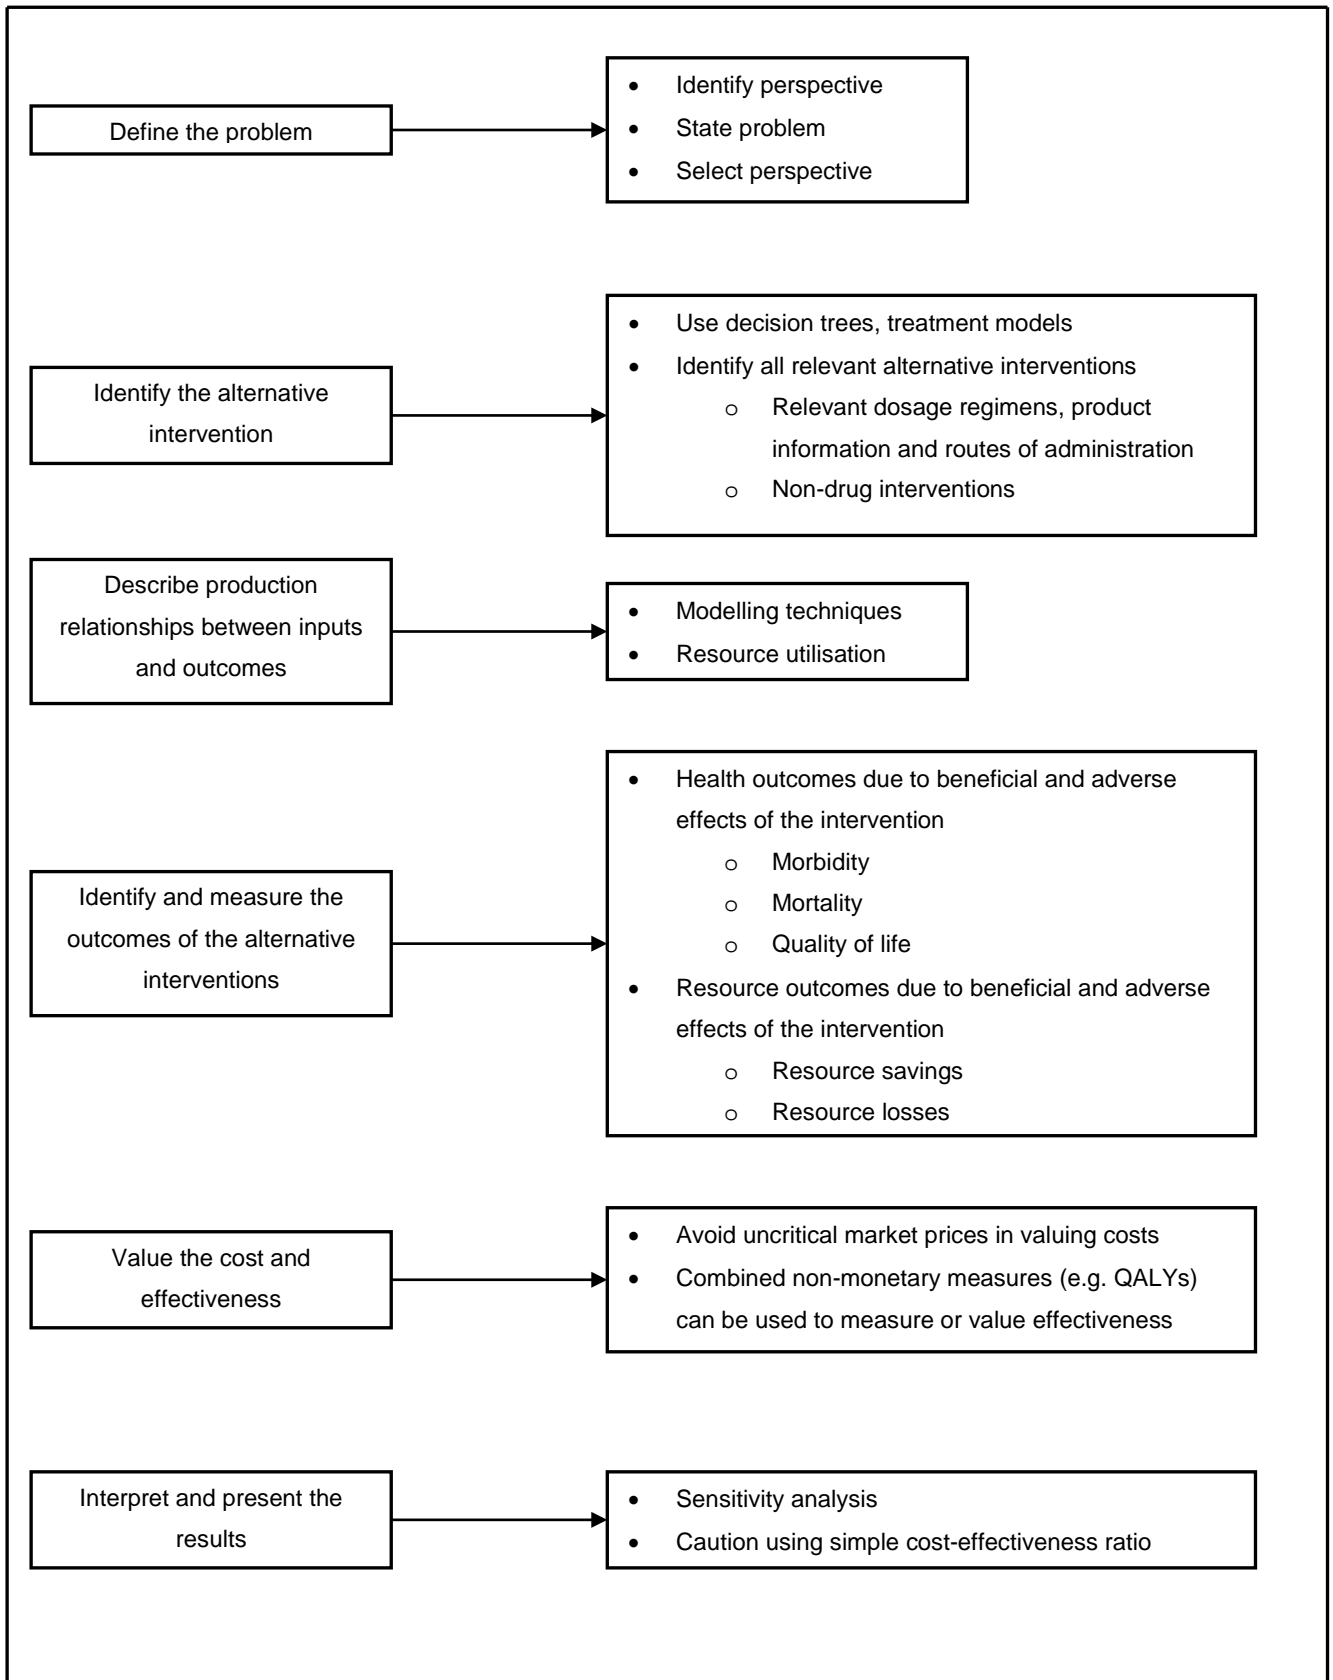 Define the problem
• Identify perspective
• State problem
• Select perspective
Identify the alternative
intervention
• Use decision trees, treatment models
• Identify all relevant alternative interventions
o Relevant dosage regimens, product
information and routes of administration
o Non-drug interventions
Describe production
relationships between inputs
and outcomes
• Modelling techniques
• Resource utilisation
Identify and measure the
outcomes of the alternative
interventions
• Health outcomes due to beneficial and adverse
effects of the intervention
o Morbidity
o Mortality
o Quality of life
• Resource outcomes due to beneficial and adverse
effects of the intervention
o Resource savings
o Resource losses
Value the cost and
effectiveness
• Avoid uncritical market prices in valuing costs
• Combined non-monetary measures (e.g. QALYs)
can be used to measure or value effectiveness
Interpret and present the
results
• Sensitivity analysis
• Caution using simple cost-effectiveness ratio